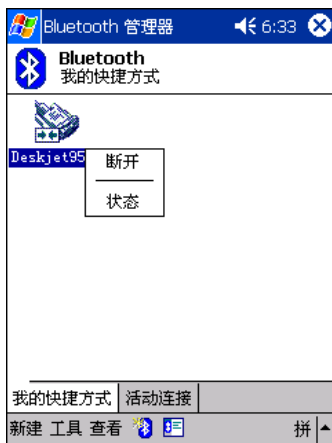 Bluetooth 管理器 6:33
Bluetooth
我的快捷方式
Deskjet95
断开
状态
我的快捷方式 活动连接
新建 工具 查看 拼